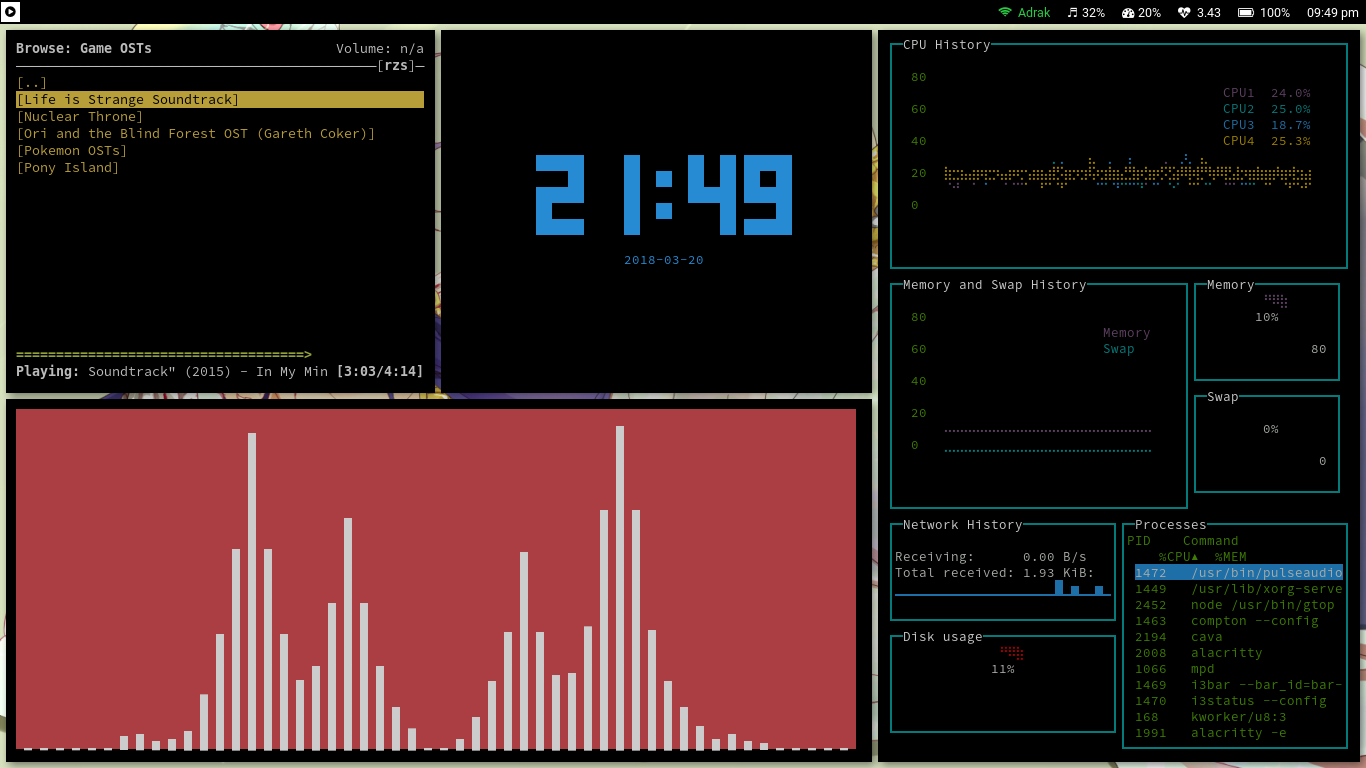 Adrak 32% 20% 3.43 100% 09:49 pm
Browse: Game OSTs Volume: n/a
[rzs]
[..]
[Life is Strange Soundtrack]
[Nuclear Throne]
[Ori and the Blind Forest OST (Gareth Coker)]
[Pokemon OSTs]
[Pony Island]
==================================>
Playing: Soundtrack" (2015) - In My Min [3:03/4:14]
21:49
2018-03-20
CPU History
80
60
40
20
0
CPU1 24.0%
CPU2 25.0%
CPU3 18.7%
CPU4 25.3%
Memory and Swap History
80
60
40
20
0
Memory
Swap
Memory
10%
80
Swap
0%
0
Network History
Receiving: 0.00 B/s
Total received: 1.93 KiB:
Disk usage
11%
Processes
PID Command
%CPU▲ %MEM
1472 /usr/bin/pulseaudio
1449 /usr/lib/xorg-serve
2452 node /usr/bin/gtop
1463 compton --config
2194 cava
2008 alacritty
1066 mpd
1469 i3bar --bar_id=bar-
1470 i3status --config
168 kworker/u8:3
1991 alacritty -e